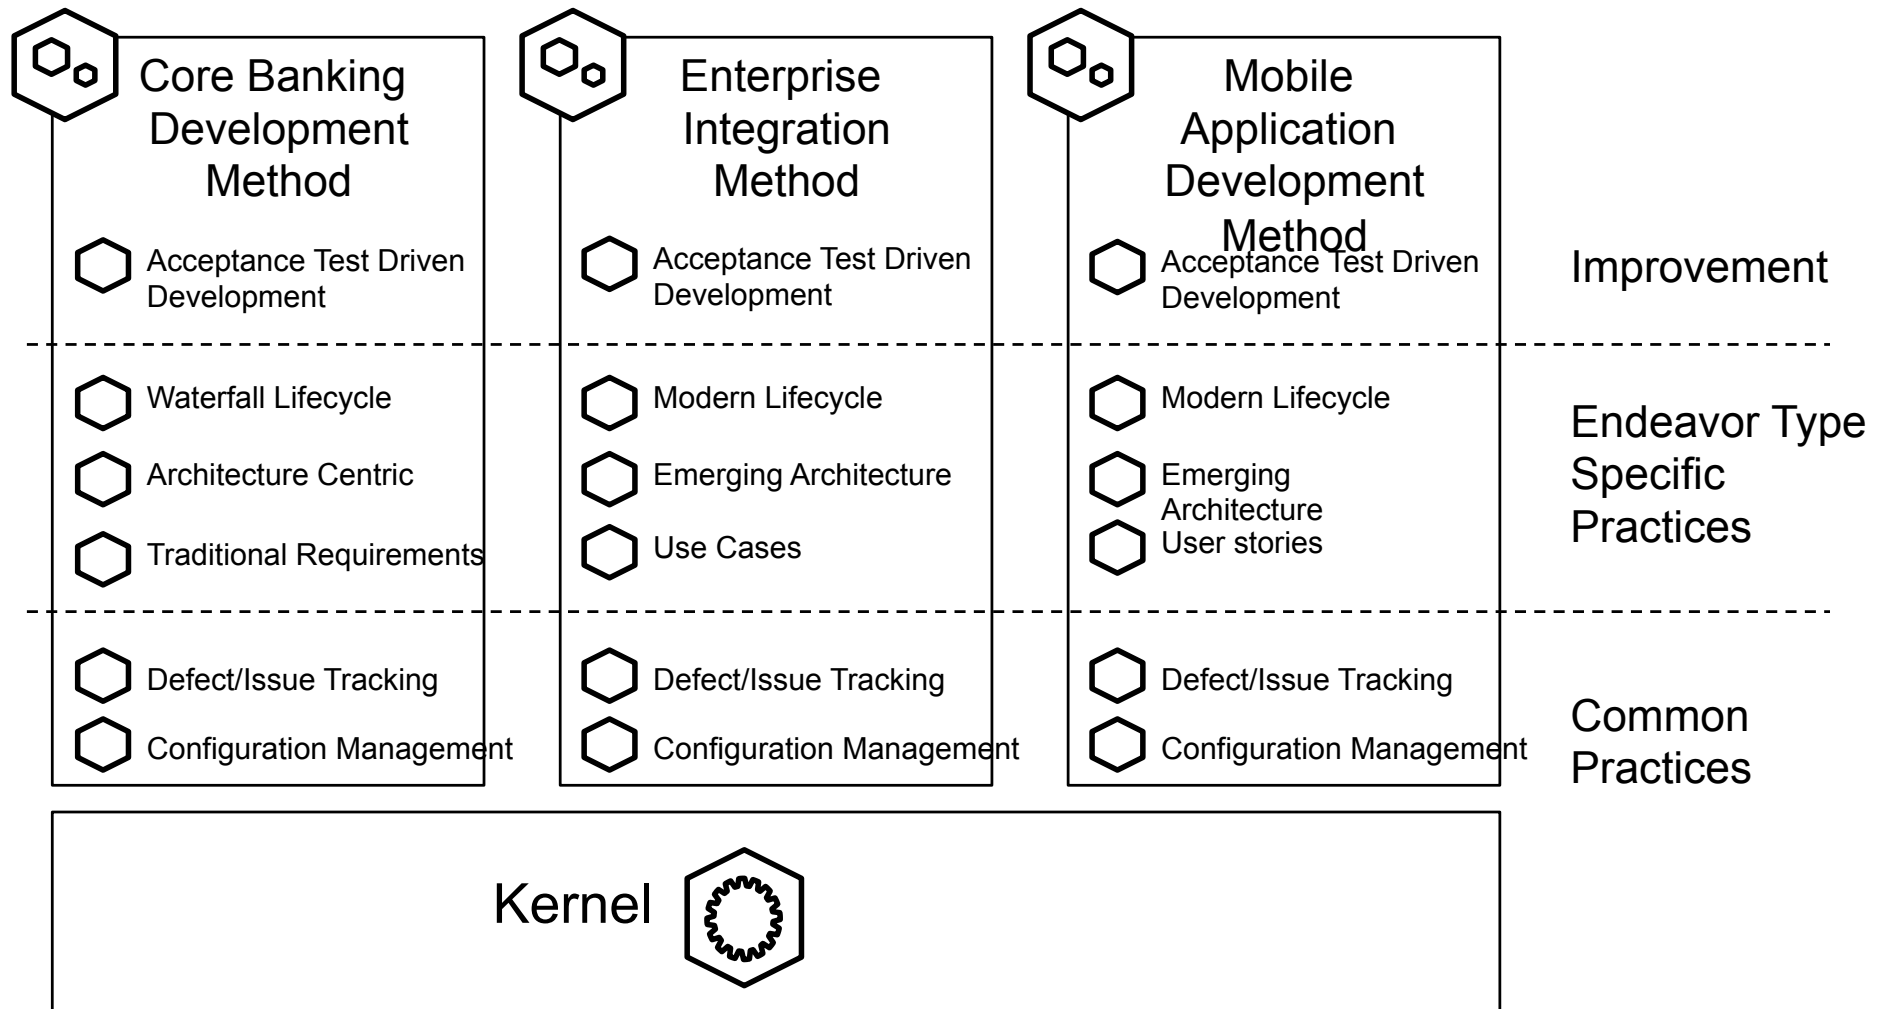 Core Banking
Development
Method
Acceptance Test Driven
Development
Waterfall Lifecycle
Architecture Centric
Traditional Requirements
Defect/Issue Tracking
Configuration Management
Enterprise
Integration
Method
Acceptance Test Driven
Development
Modern Lifecycle
Emerging Architecture
Use Cases
Defect/Issue Tracking
Configuration Management
Mobile
Application
Development
Method
Acceptance Test Driven
Development
Modern Lifecycle
Emerging
Architecture
User stories
Defect/Issue Tracking
Configuration Management
Improvement
Endeavor Type
Specific
Practices
Common
Practices
Kernel